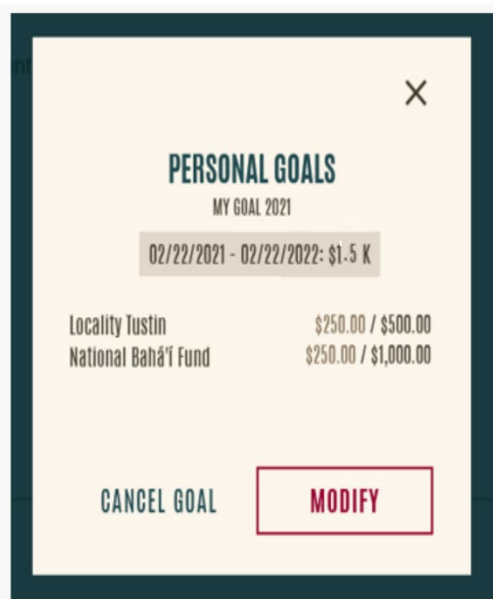 X
PERSONAL GOALS
MY GOAL 2021
02/22/2021 - 02/22/2022: $1.5 K
Locality Tustin $250.00 / $500.00
National Bahá'í Fund $250.00 / $1,000.00
CANCEL GOAL MODIFY